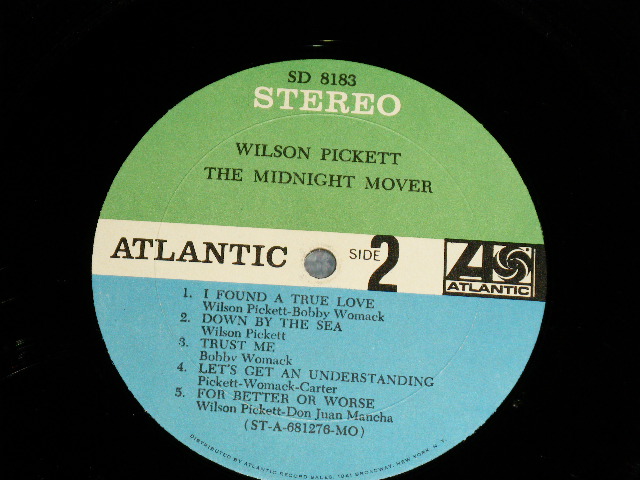 SD 8183
STEREO
WILSON PICKETT
THE MIDNIGHT MOVER
ATLANTIC SIDE 2 ATLANTIC
1. I FOUND A TRUE LOVE
Wilson Pickett-Bobby Womack
2. DOWN BY THE SEA
Wilson Pickett
3. TRUST ME
Bobby Womack
4. LET'S GET AN UNDERSTANDING
Pickett-Womack-Carter
5. FOR BETTER OR WORSE
Wilson Pickett-Don Juan Mancha
(ST-A-681276-MO)
DISTRIBUTED BY ATLANTIC RECORD SALES, 1841 BROADWAY, NEW YORK, N. Y.